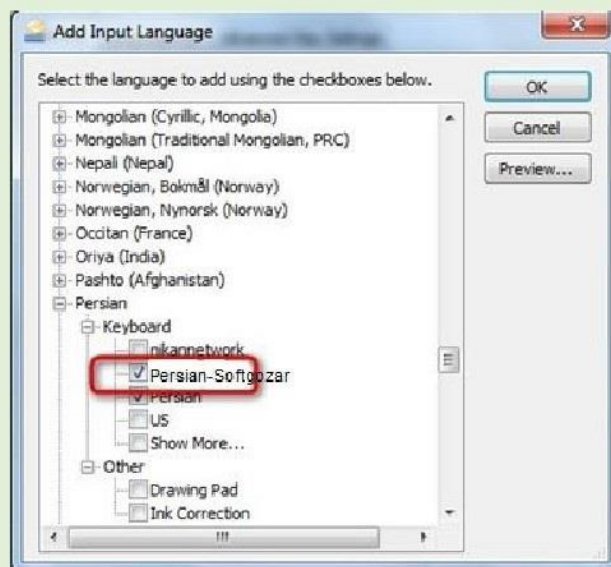 Add Input Language
Select the language to add using the checkboxes below.
OK
Cancel
Preview...
Mongolian (Cyrillic, Mongolia)
Mongolian (Traditional Mongolian, PRC)
Nepali (Nepal)
Norwegian, Bokmål (Norway)
Norwegian, Nynorsk (Norway)
Occitan (France)
Oriya (India)
Pashto (Afghanistan)
Persian
Keyboard
nikannetwork
Persian-Softgozar
Persian
US
Show More...
Other
Drawing Pad
Ink Correction